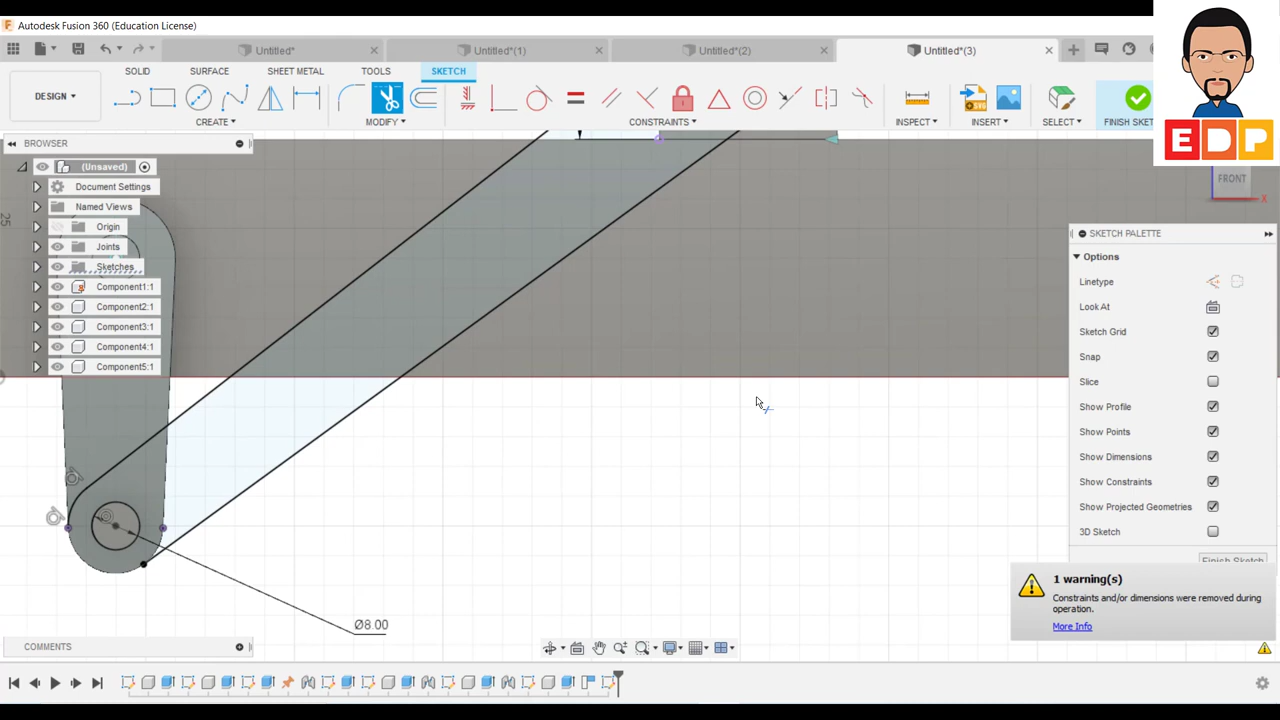 Autodesk Fusion 360 (Education License)
Untitled*
Untitled*(1)
Untitled*(2)
Untitled*(3)
SOLID
SURFACE
SHEET METAL
TOOLS
SKETCH
DESIGN
CREATE
MODIFY
CONSTRAINTS
INSPECT
INSERT
SELECT
FINISH SKET
EDP
BROWSER
(Unsaved)
Document Settings
Named Views
Origin
Joints
Sketches
Component1:1
Component2:1
Component3:1
Component4:1
Component5:1
25
FRONT
X
SKETCH PALETTE
Options
Linetype
Look At
Sketch Grid
Snap
Slice
Show Profile
Show Points
Show Dimensions
Show Constraints
Show Projected Geometries
3D Sketch
Finish Sketch
1 warning(s)
Constraints and/or dimensions were removed during
operation.
More Info
Ø8.00
COMMENTS